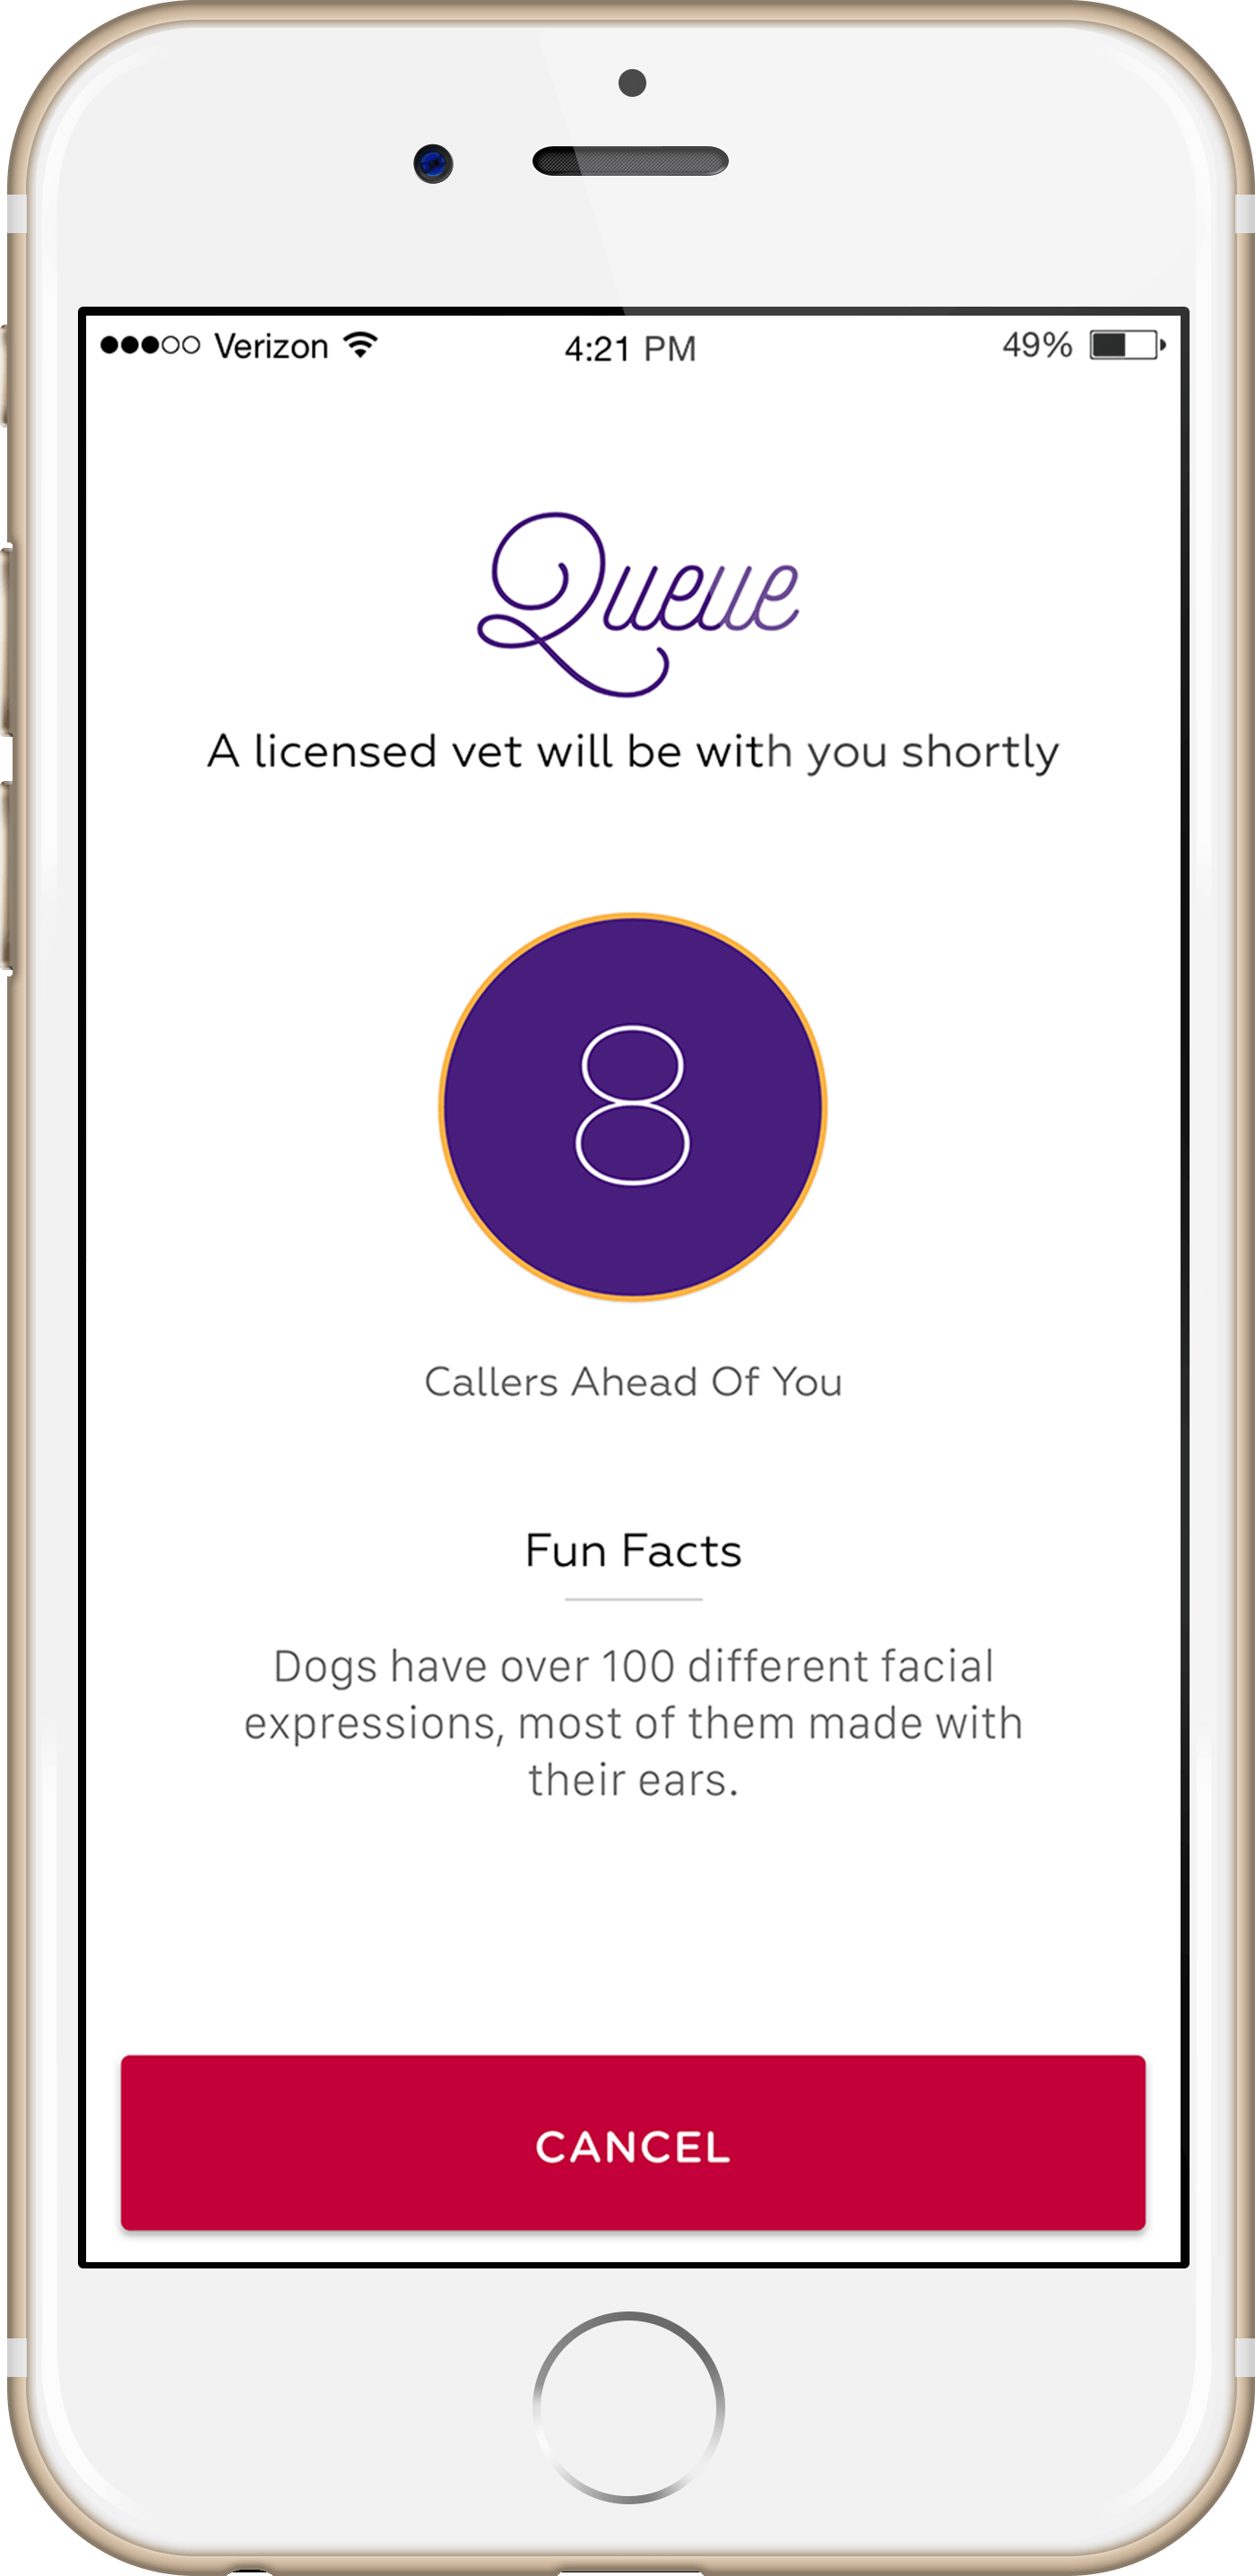 Verizon 4:21 PM 49%
Queue
A licensed vet will be with you shortly
8
Callers Ahead Of You
Fun Facts
Dogs have over 100 different facial
expressions, most of them made with
their ears.
CANCEL